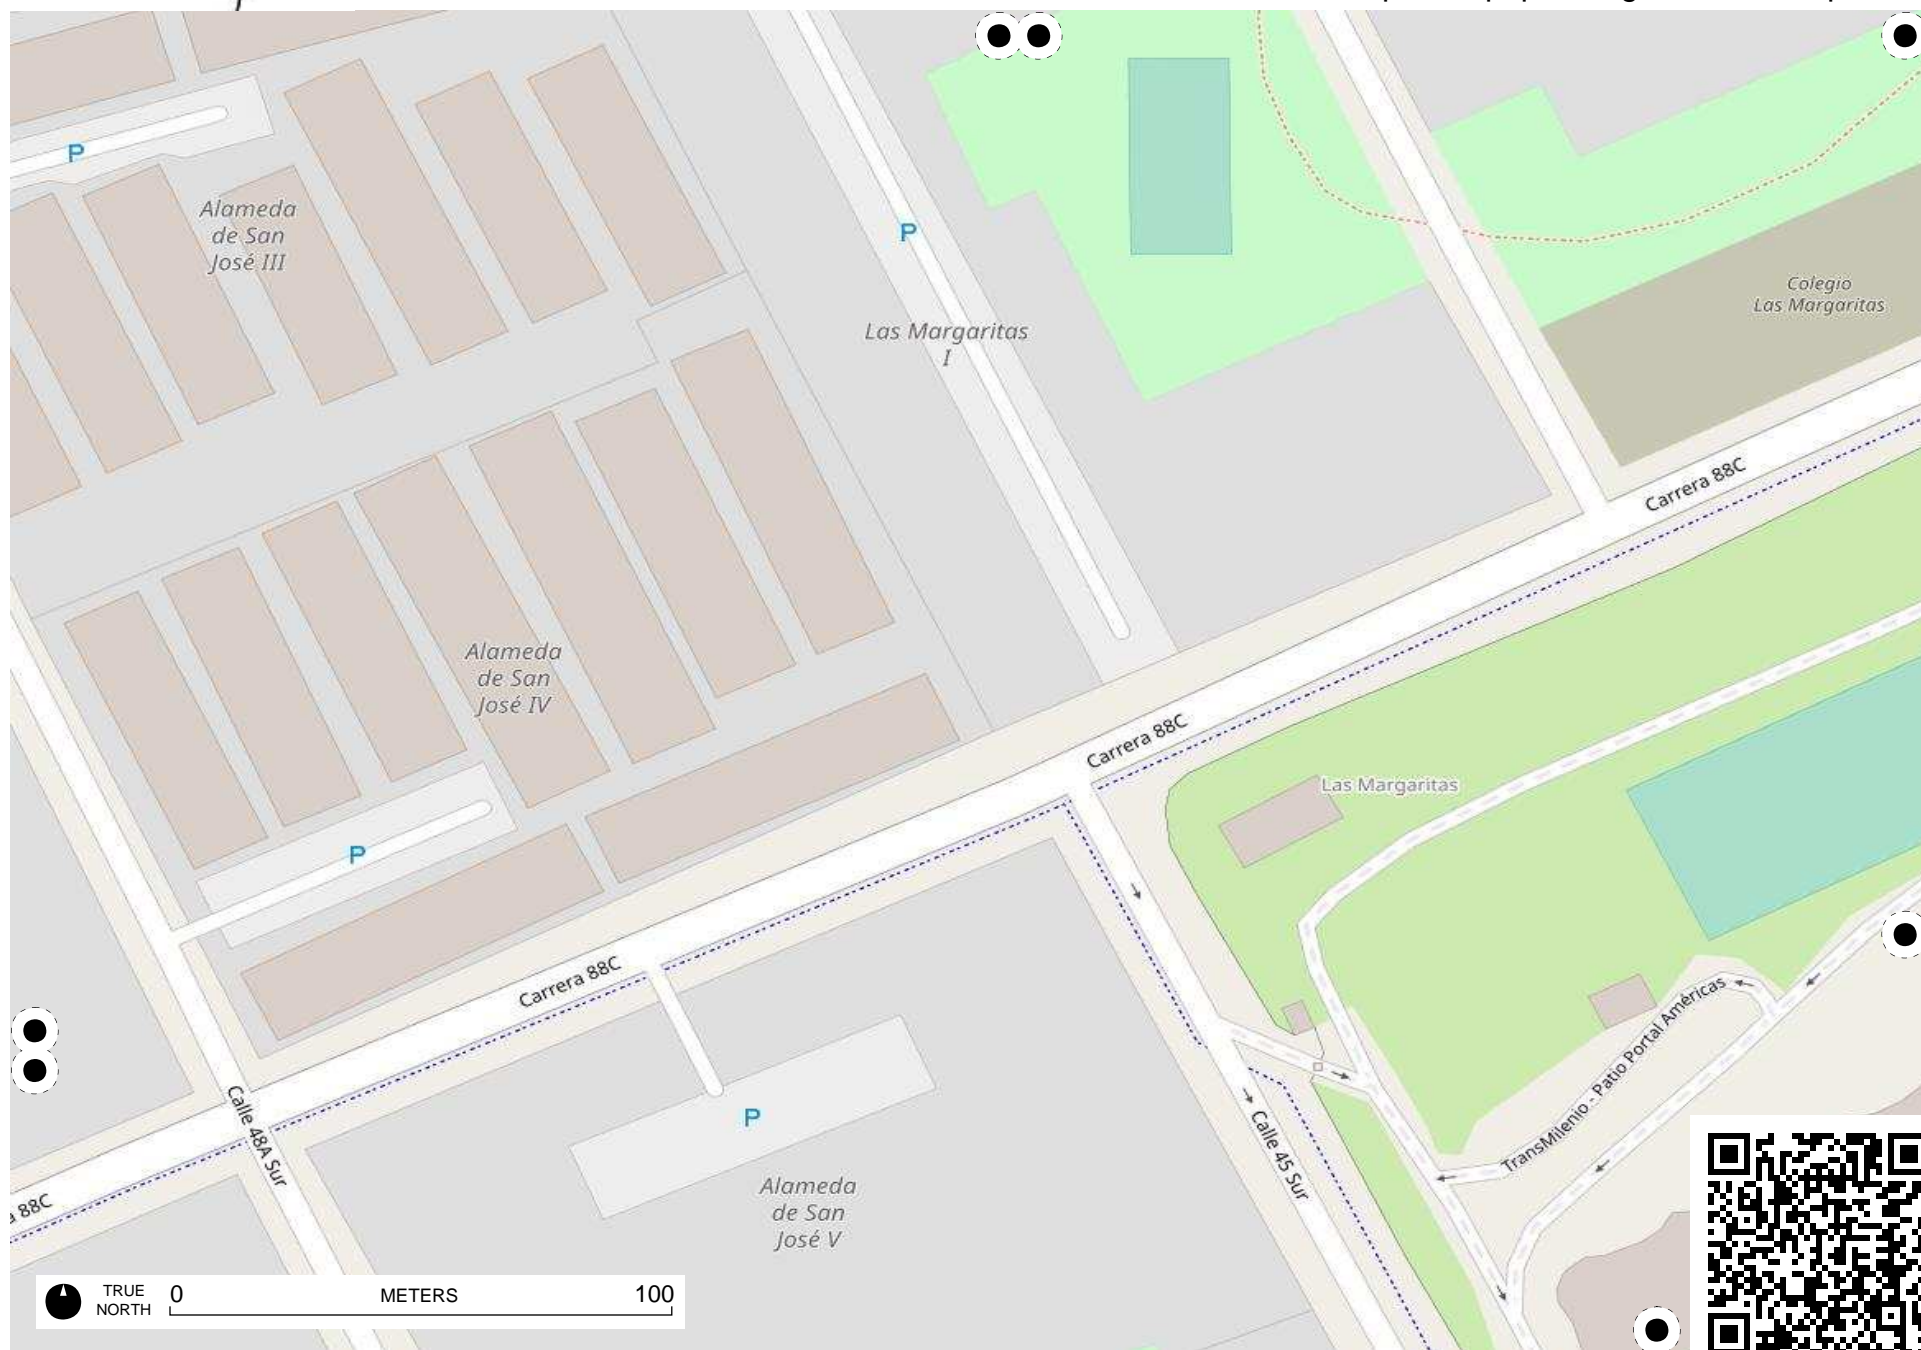 P
Alameda
de San
José III
P
Las Margaritas
I
Colegio
Las Margaritas
Carrera 88C
Alameda
de San
José IV
Carrera 88C
Las Margaritas
P
Carrera 88C
TransMilenio - Patio Portal Américas
P
Calle 48A Sur
Calle 45 Sur
Alameda
de San
José V
88C
TRUE
NORTH
0 METERS 100